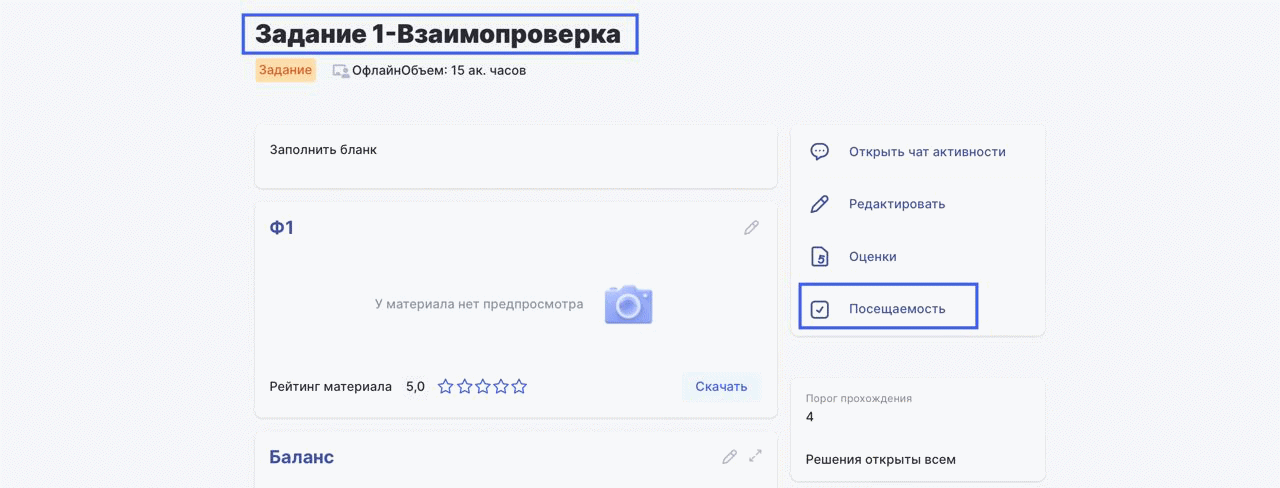 Задание 1-Взаимопроверка
Задание ОфлайнОбъем: 15 ак. часов
Заполнить бланк
Ф1
У материала нет предпросмотра
Рейтинг материала 5,0 Скачать
Баланс
Открыть чат активности
Редактировать
Оценки
Посещаемость
Порог прохождения
4
Решения открыты всем